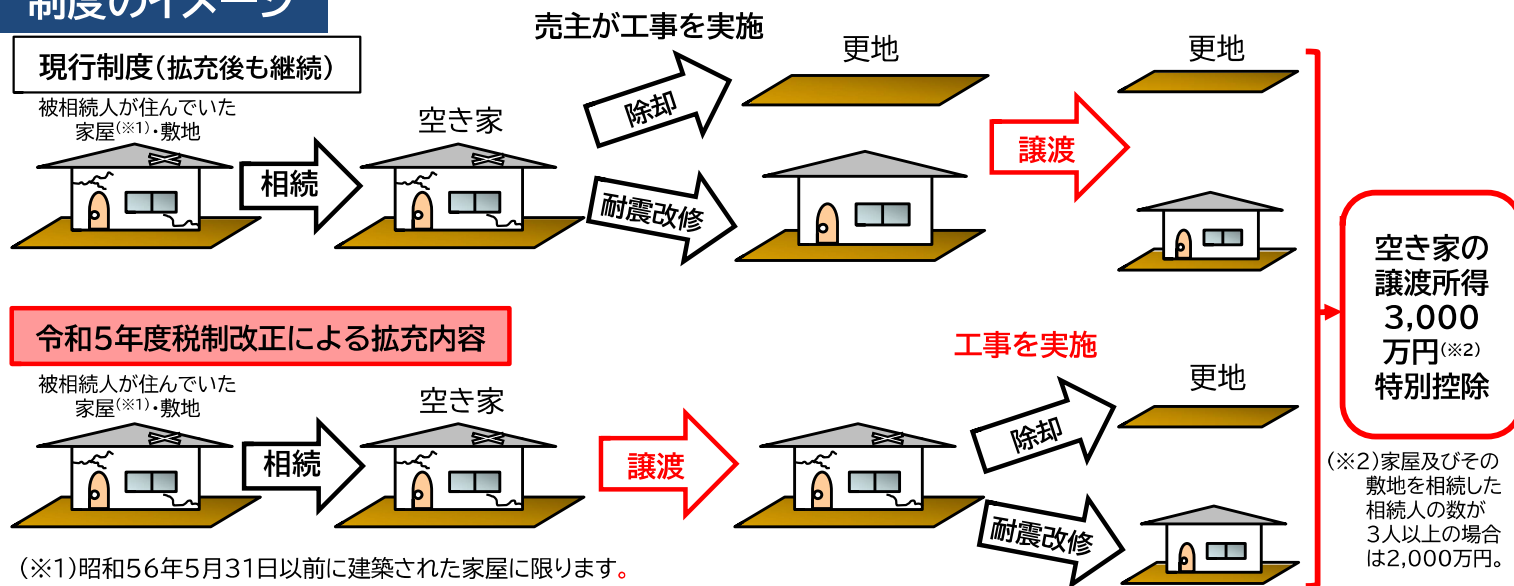 制度のイメージ
売主が工事を実施
現行制度(拡充後も継続)
被相続人が住んでいた
家屋(※1)・敷地
相続
空き家
除却
耐震改修
更地
譲渡
更地
空き家の
譲渡所得
3,000
万円(※2)
特別控除
令和5年度税制改正による拡充内容
被相続人が住んでいた
家屋(※1)・敷地
相続
空き家
譲渡
工事を実施
除却
耐震改修
更地
(※2)家屋及びその
敷地を相続した
相続人の数が
3人以上の場合
は2,000万円。
(※1)昭和56年5月31日以前に建築された家屋に限ります。